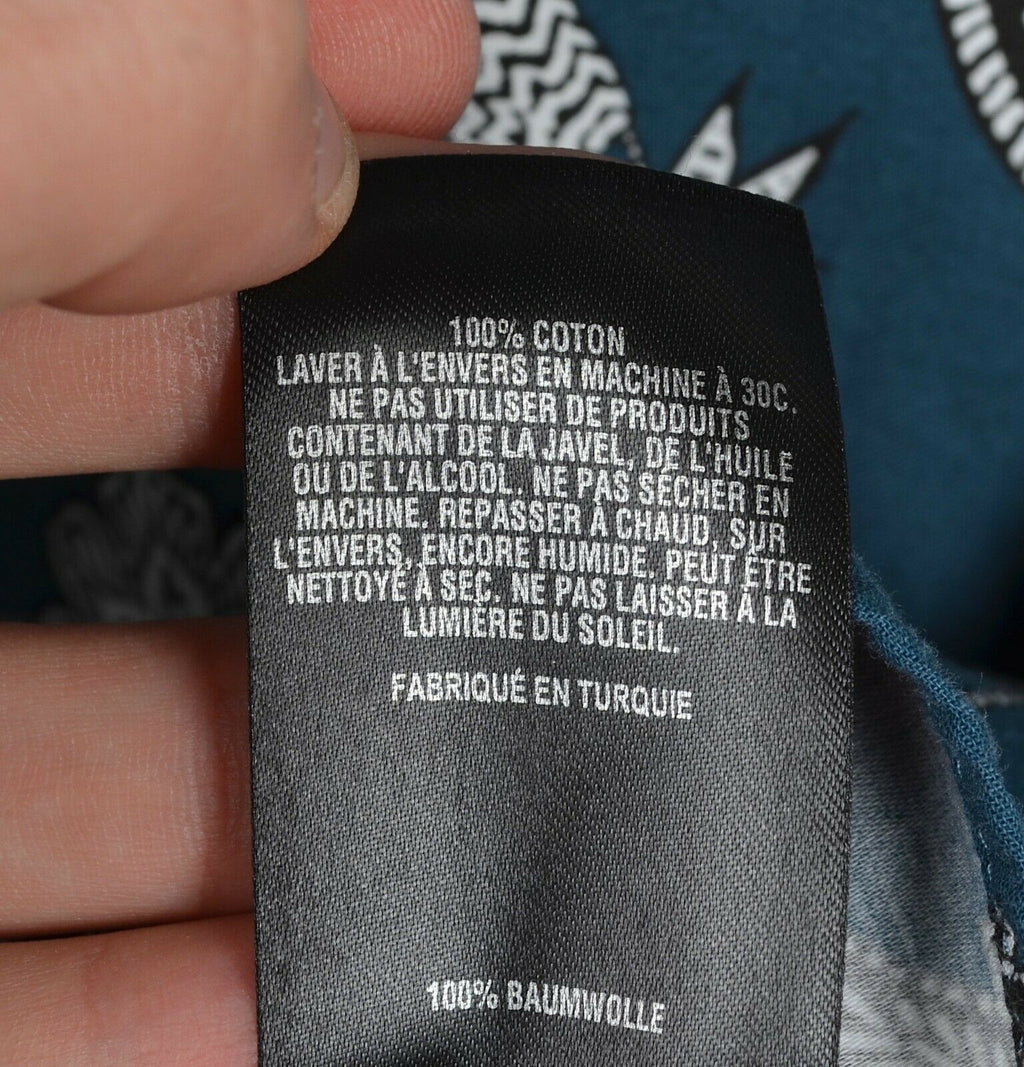 100% COTON
LAVER À L'ENVERS EN MACHINE À 30C.
NE PAS UTILISER DE PRODUITS
CONTENANT DE LA JAVEL, DE L'HUILE
OU DE L'ALCOOL. NE PAS SÉCHER EN
MACHINE. REPASSER À CHAUD, SUR
L'ENVERS, ENCORE HUMIDE. PEUT ÊTRE
NETTOYÉ À SEC. NE PAS LAISSER À LA
LUMIÈRE DU SOLEIL.
FABRIQUÉ EN TURQUIE
100% BAUMWOLLE